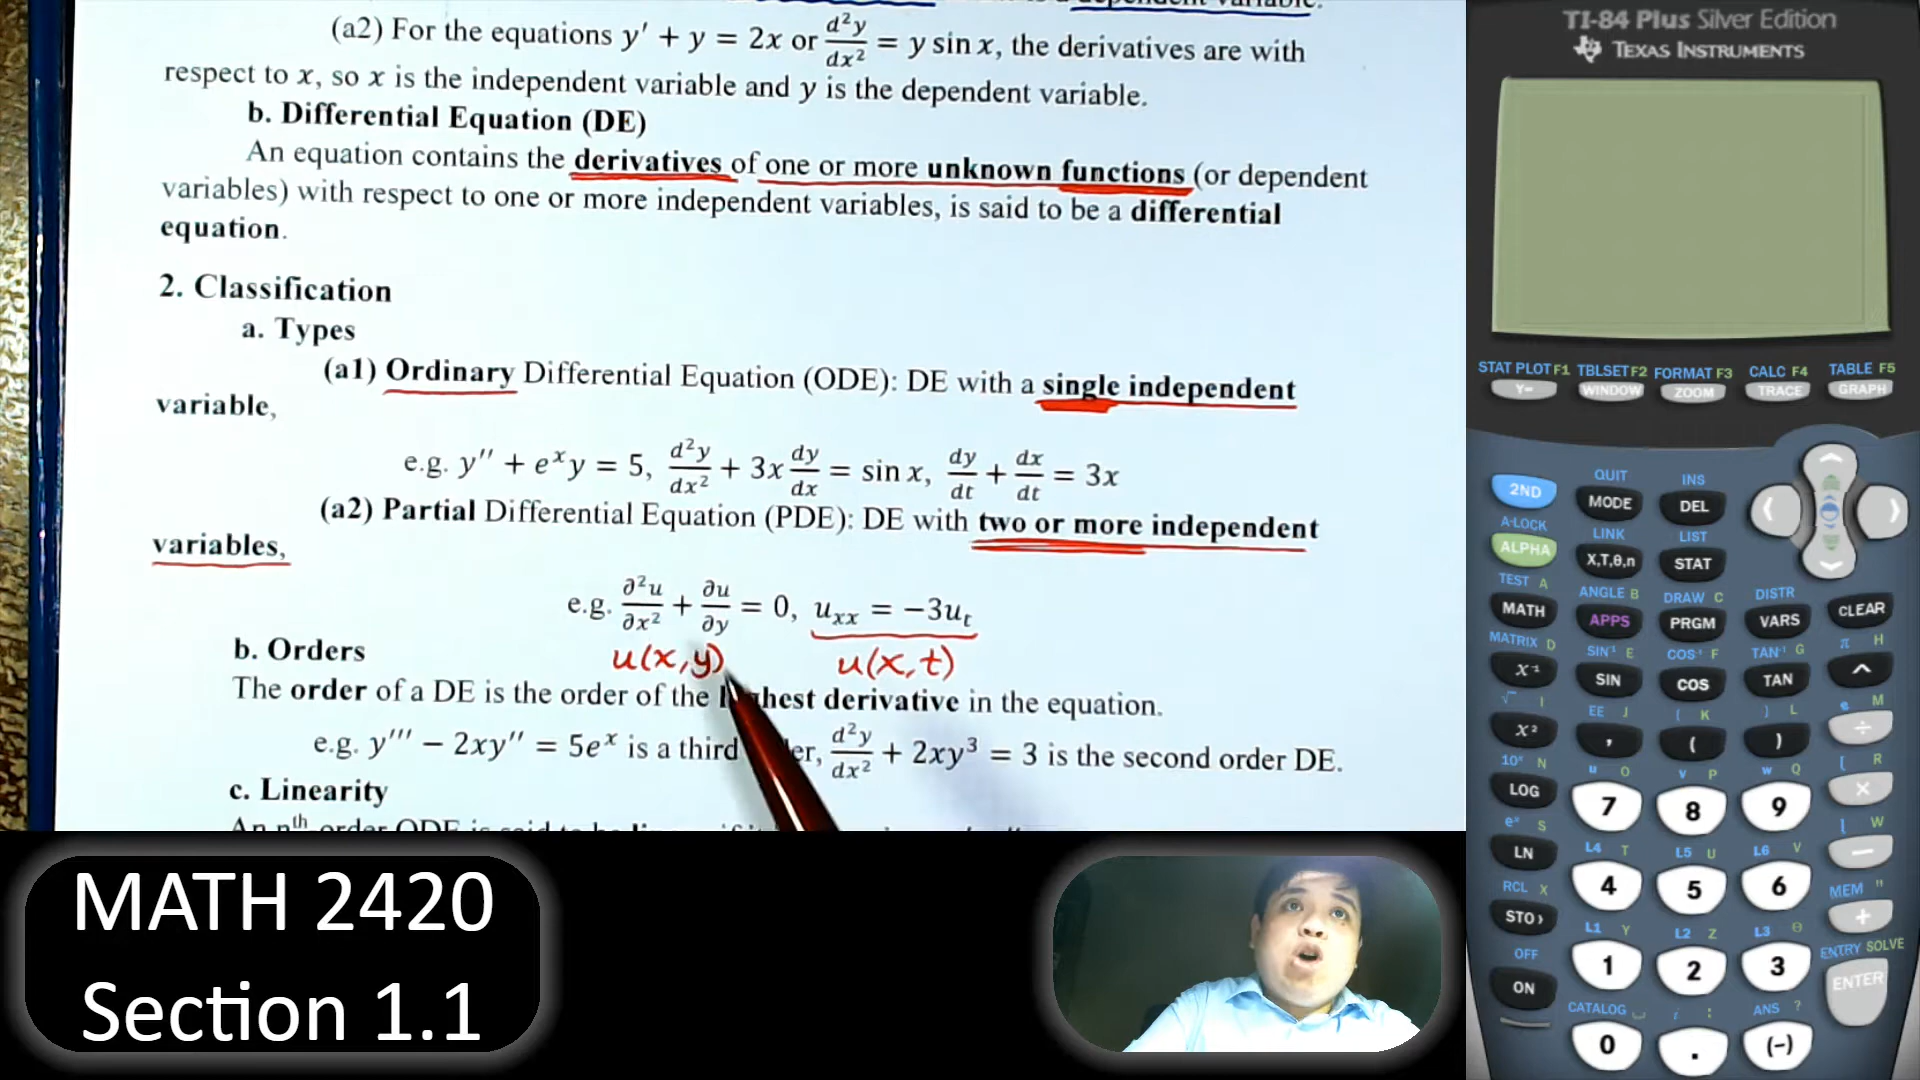 dependent variable.
(a2) For the equations y′ + y = 2x or d²y/dx² = y sin x, the derivatives are with
respect to x, so x is the independent variable and y is the dependent variable.
b. Differential Equation (DE)
An equation contains the derivatives of one or more unknown functions (or dependent
variables) with respect to one or more independent variables, is said to be a differential
equation.
2. Classification
a. Types
(a1) Ordinary Differential Equation (ODE): DE with a single independent
variable,
e.g. y′′ + eˣy = 5, d²y/dx² + 3x dy/dx = sin x, dy/dt + dx/dt = 3x
(a2) Partial Differential Equation (PDE): DE with two or more independent
variables,
e.g. ∂²u/∂x² + ∂u/∂y = 0, uₓₓ = −3uₜ
u(x,y) u(x,t)
b. Orders
The order of a DE is the order of the hest derivative in the equation.
e.g. y′′′ − 2xy′′ = 5eˣ is a third er, d²y/dx² + 2xy³ = 3 is the second order DE.
c. Linearity
MATH 2420
Section 1.1
TI-84 Plus Silver Edition
TEXAS INSTRUMENTS
STAT PLOT F1 TBLSET F2 FORMAT F3 CALC F4 TABLE F5
Y= WINDOW ZOOM TRACE GRAPH
QUIT INS
2ND MODE DEL
A-LOCK LINK LIST
ALPHA X,T,θ,n STAT
TEST A ANGLE B DRAW C DISTR
MATH APPS PRGM VARS CLEAR
MATRIX D SIN⁻¹ E COS⁻¹ F TAN⁻¹ G π H
X⁻¹ SIN COS TAN ^
√ I EE J { K } L e M
X² , ( ) ÷
10ˣ N u O v P w Q [ R
LOG 7 8 9 ×
eˣ S L4 T L5 U L6 V ] W
LN 4 5 6 −
RCL X L1 Y L2 Z L3 θ MEM "
STO› 1 2 3 +
OFF CATALOG ⎵ i : ANS ? ENTRY SOLVE
ON 0 . (−) ENTER